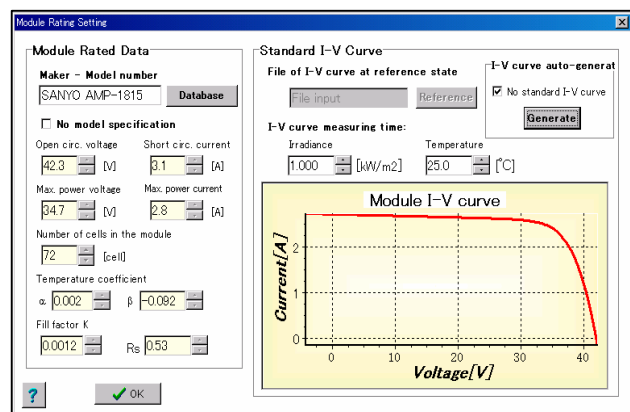 Module Rating Setting
Module Rated Data
Maker - Model number
SANYO AMP-1815 Database
No model specification
Open circ. voltage Short circ. current
42.3 [V] 3.1 [A]
Max. power voltage Max. power current
34.7 [V] 2.8 [A]
Number of cells in the module
72 [cell]
Temperature coefficient
α 0.002 β -0.092
Fill factor K
0.0012 Rs 0.53
? OK
Standard I-V Curve
File of I-V curve at reference state
File input Reference
I-V curve auto-generat
No standard I-V curve
Generate
I-V curve measuring time:
Irradiance Temperature
1.000 [kW/m2] 25.0 [℃]
Module I-V curve
Current[A]
2
1
0
0 10 20 30 40
Voltage[V]